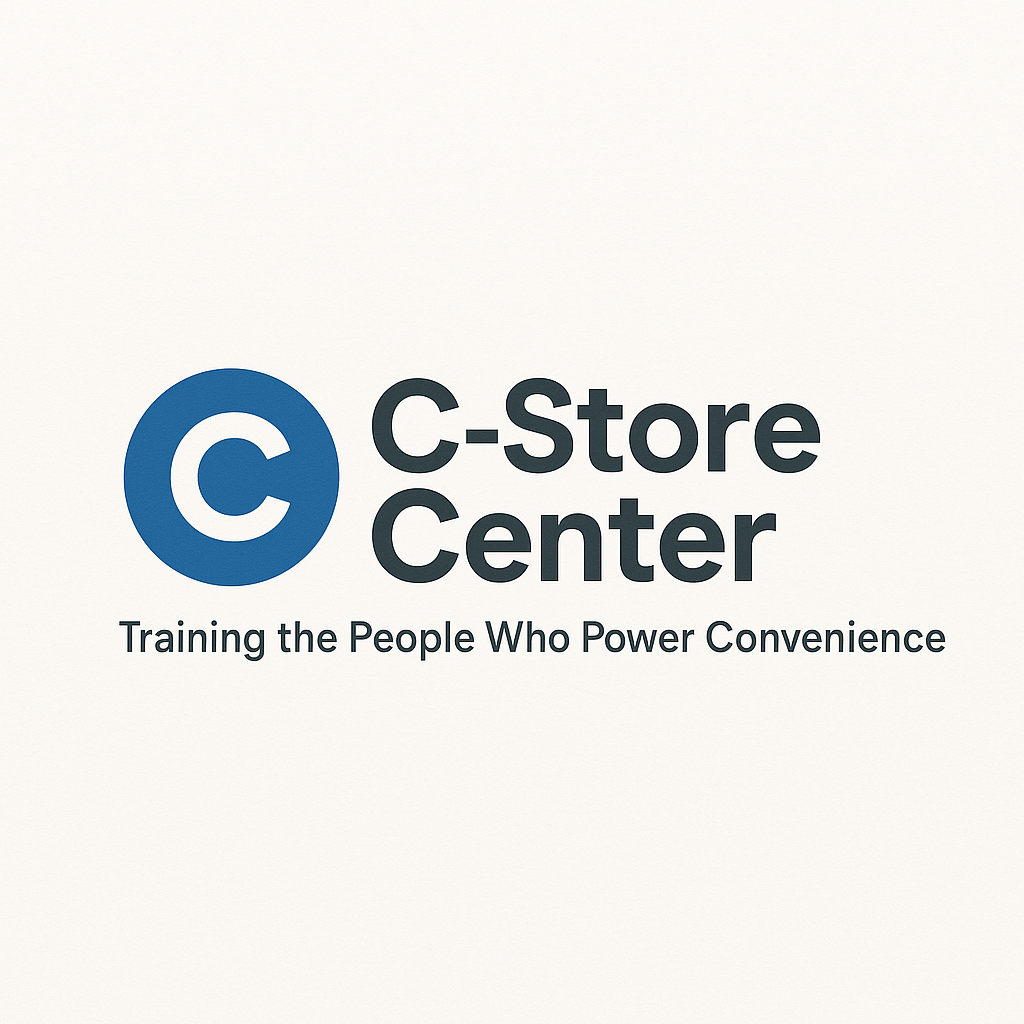 C
C-Store
Center
Training the People Who Power Convenience